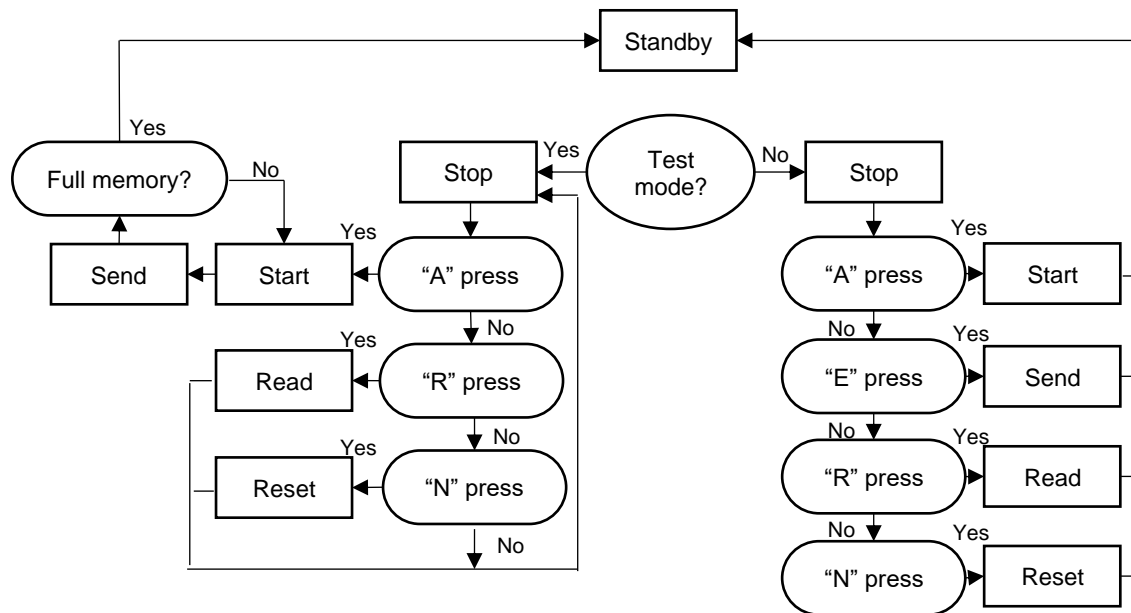 Standby
Yes
Full memory?
No
Yes
Stop
Test
mode?
No
Stop
Send
Yes
Start
“A” press
“A” press
Yes
Start
No
No
Yes
Read
“R” press
“E” press
Yes
Send
No
No
Yes
Reset
“N” press
“R” press
Yes
Read
No
No
Yes
“N” press
Reset